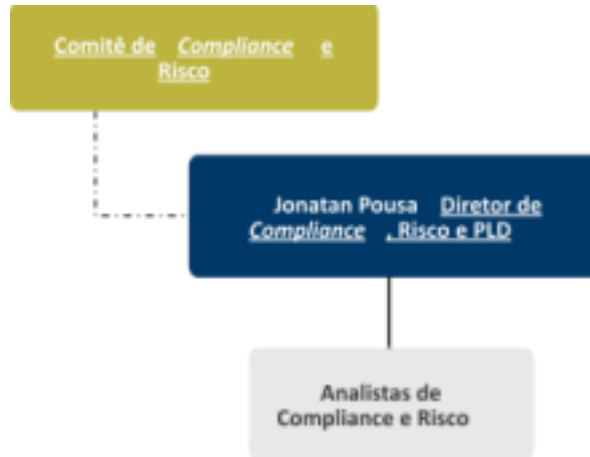 Comitê de Compliance e
Risco
Jonatan Pousa Diretor de
Compliance , Risco e PLD
Analistas de
Compliance e Risco